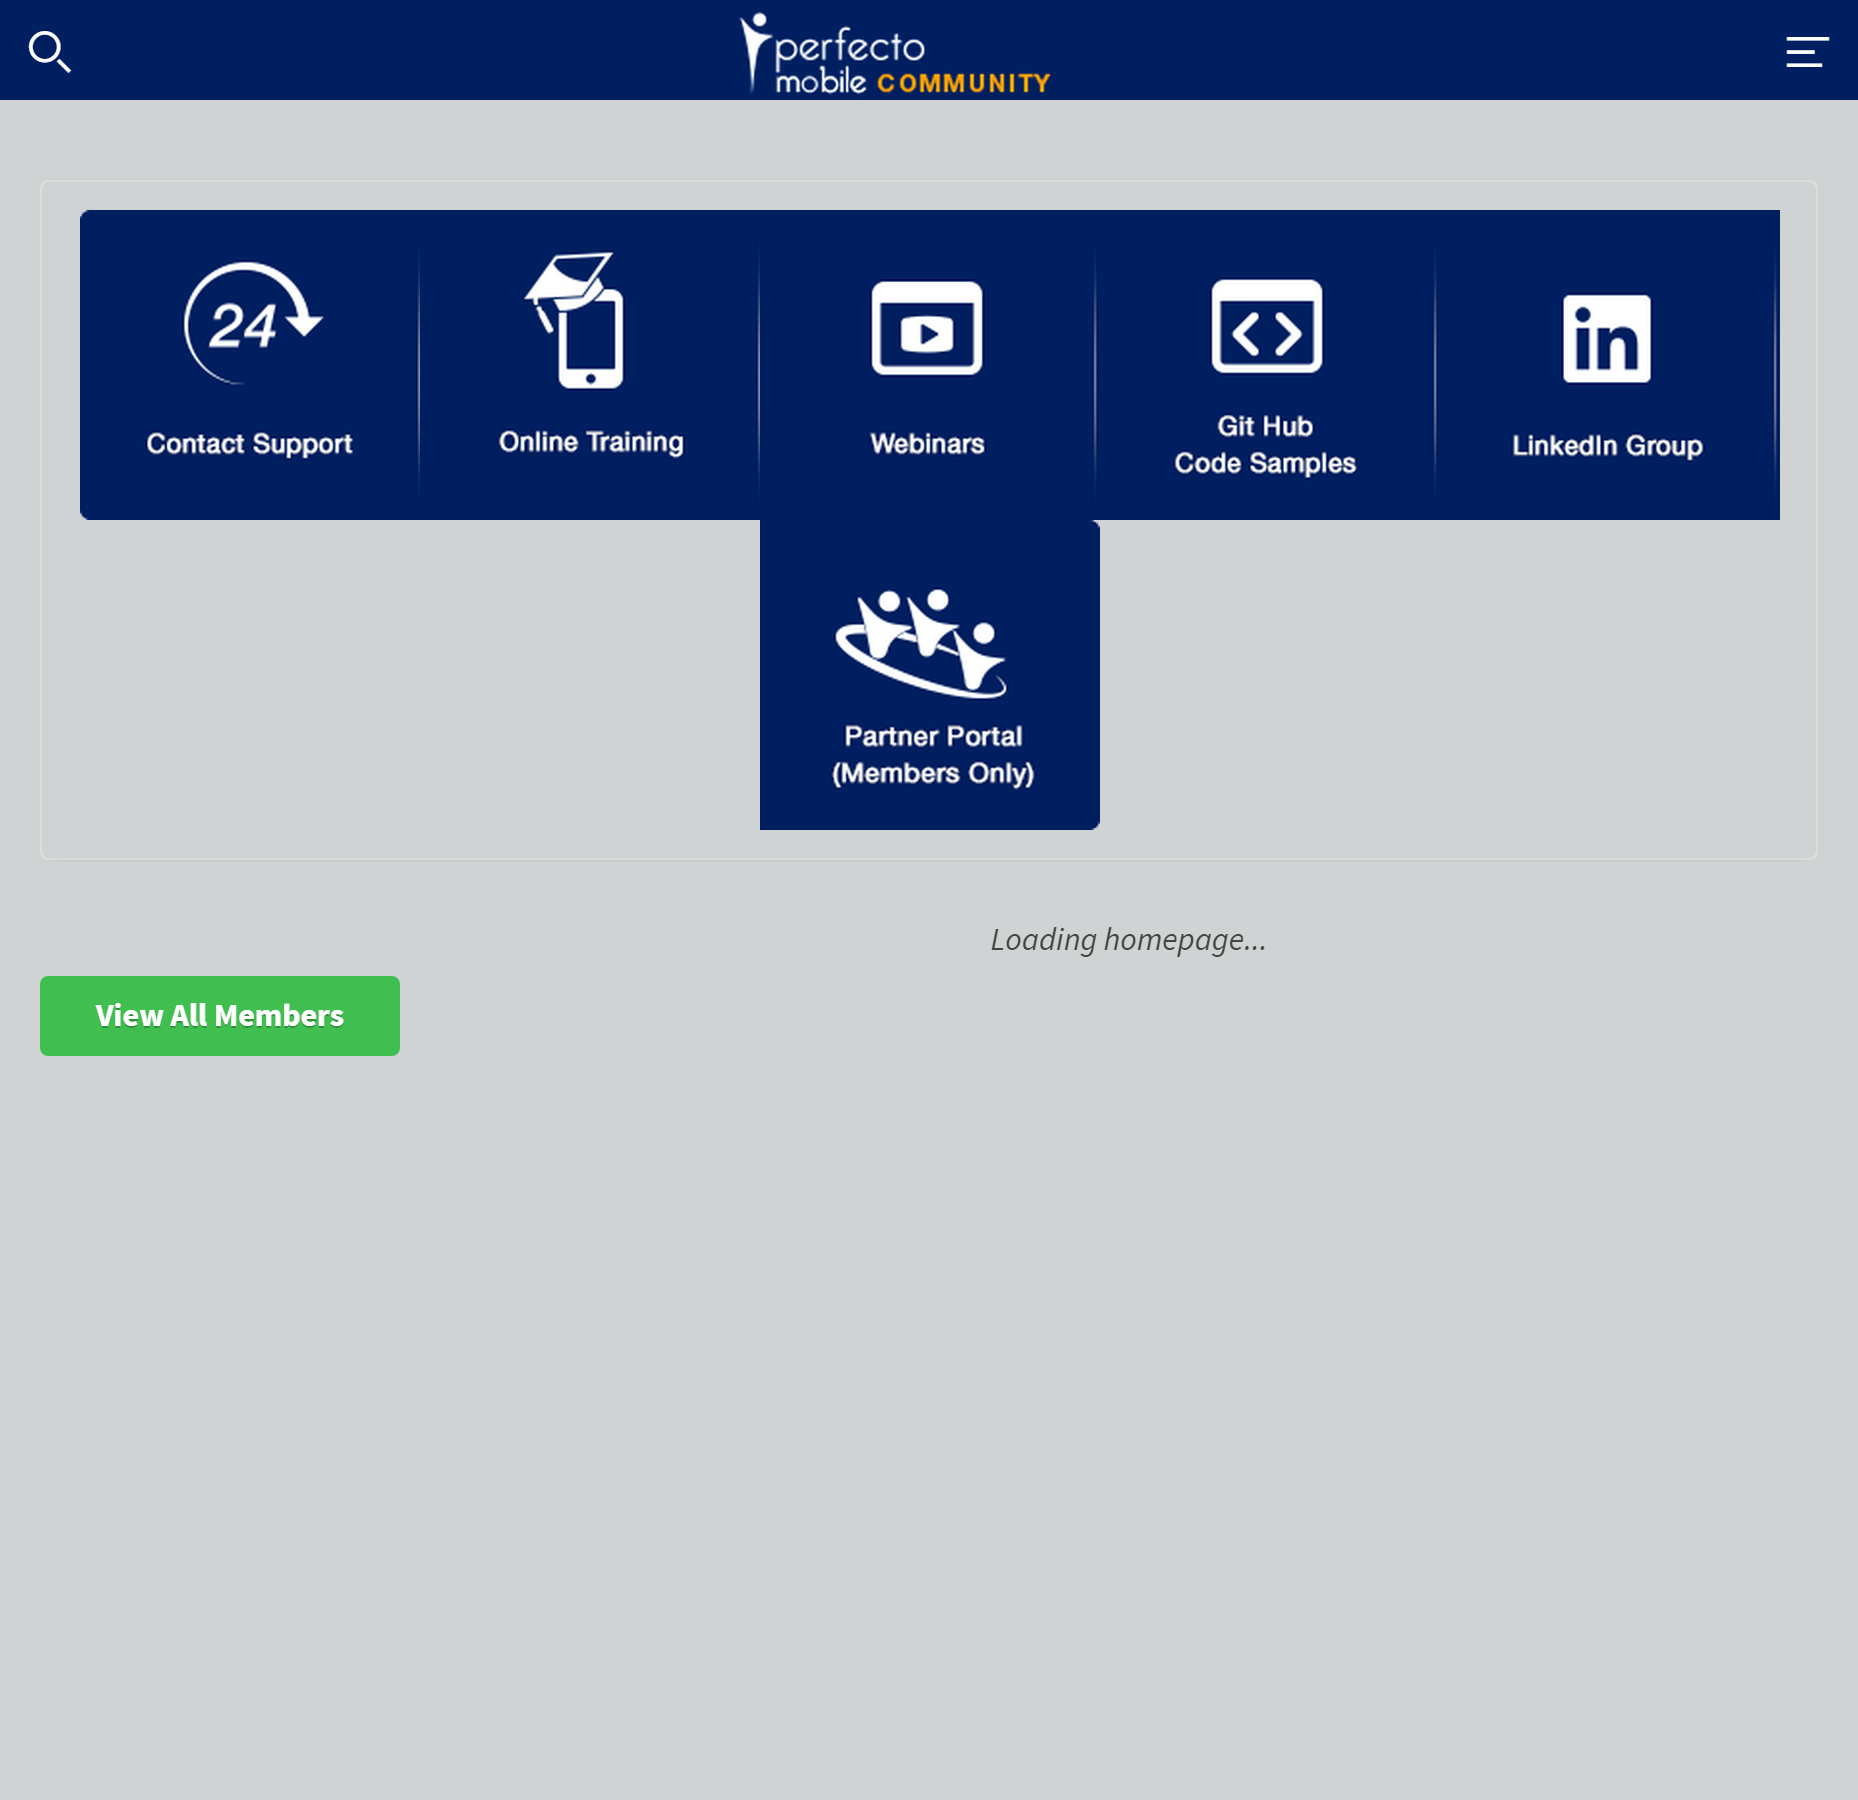 perfecto
mobile COMMUNITY
24
Contact Support
Online Training
Webinars
Git Hub
Code Samples
in
LinkedIn Group
Partner Portal
(Members Only)
Loading homepage...
View All Members